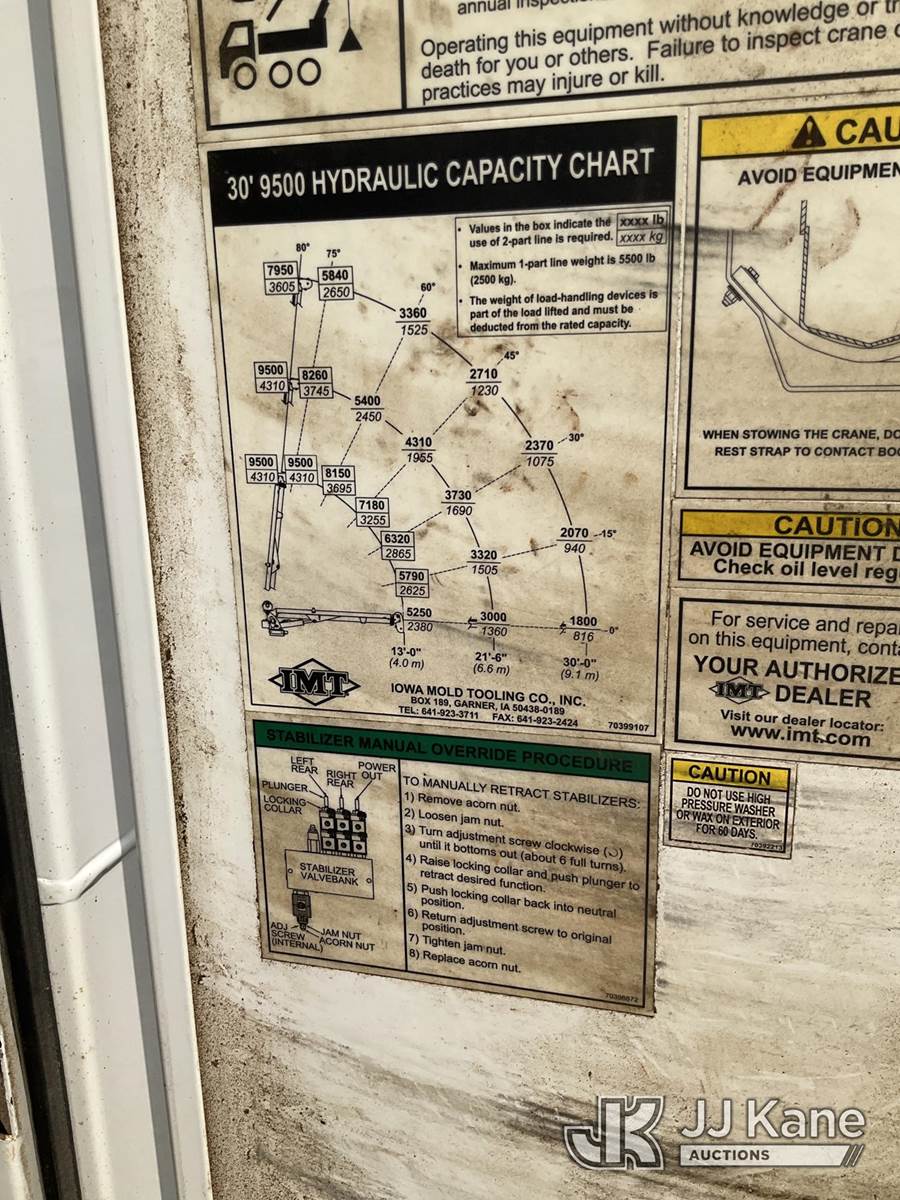 annual
Operating this equipment without knowledge or
death for you or others. Failure to inspect crane
practices may injure or kill.
30' 9500 HYDRAULIC CAPACITY CHART
• Values in the box indicate the xxxx lb
use of 2-part line is required. xxxx kg
• Maximum 1-part line weight is 5500 lb
(2500 kg).
• The weight of load-handling devices is
part of the load lifted and must be
deducted from the rated capacity.
80°
75°
60°
45°
30°
15°
0°
7950
3605
5840
2650
3360
1525
2710
1230
9500
4310
8260
3745
5400
2450
4310
1955
2370
1075
9500
4310
9500
4310
8150
3695
7180
3255
3730
1690
6320
2865
3320
1505
2070
940
5790
2625
5250
2380
3000
1360
1800
816
13'-0"
(4.0 m)
21'-6"
(6.6 m)
30'-0"
(9.1 m)
IMT
IOWA MOLD TOOLING CO., INC.
BOX 189, GARNER, IA 50438-0189
TEL: 641-923-3711 FAX: 641-923-2424
70399107
CAU
AVOID EQUIPMEN
WHEN STOWING THE CRANE, DO
REST STRAP TO CONTACT BOO
CAUTION
AVOID EQUIPMENT D
Check oil level reg
For service and repa
on this equipment, conta
YOUR AUTHORIZE
IMT DEALER
Visit our dealer locator:
www.imt.com
STABILIZER MANUAL OVERRIDE PROCEDURE
LEFT
REAR
RIGHT
REAR
POWER
OUT
PLUNGER
LOCKING
COLLAR
STABILIZER
VALVEBANK
ADJ
SCREW
(INTERNAL)
JAM NUT
ACORN NUT
TO MANUALLY RETRACT STABILIZERS:
1) Remove acorn nut.
2) Loosen jam nut.
3) Turn adjustment screw clockwise
until it bottoms out (about 6 full turns).
4) Raise locking collar and push plunger to
retract desired function.
5) Push locking collar back into neutral
position.
6) Return adjustment screw to original
position.
7) Tighten jam nut.
8) Replace acorn nut.
CAUTION
DO NOT USE HIGH
PRESSURE WASHER
OR WAX ON EXTERIOR
FOR 60 DAYS.
70392213
JK JJ Kane
AUCTIONS